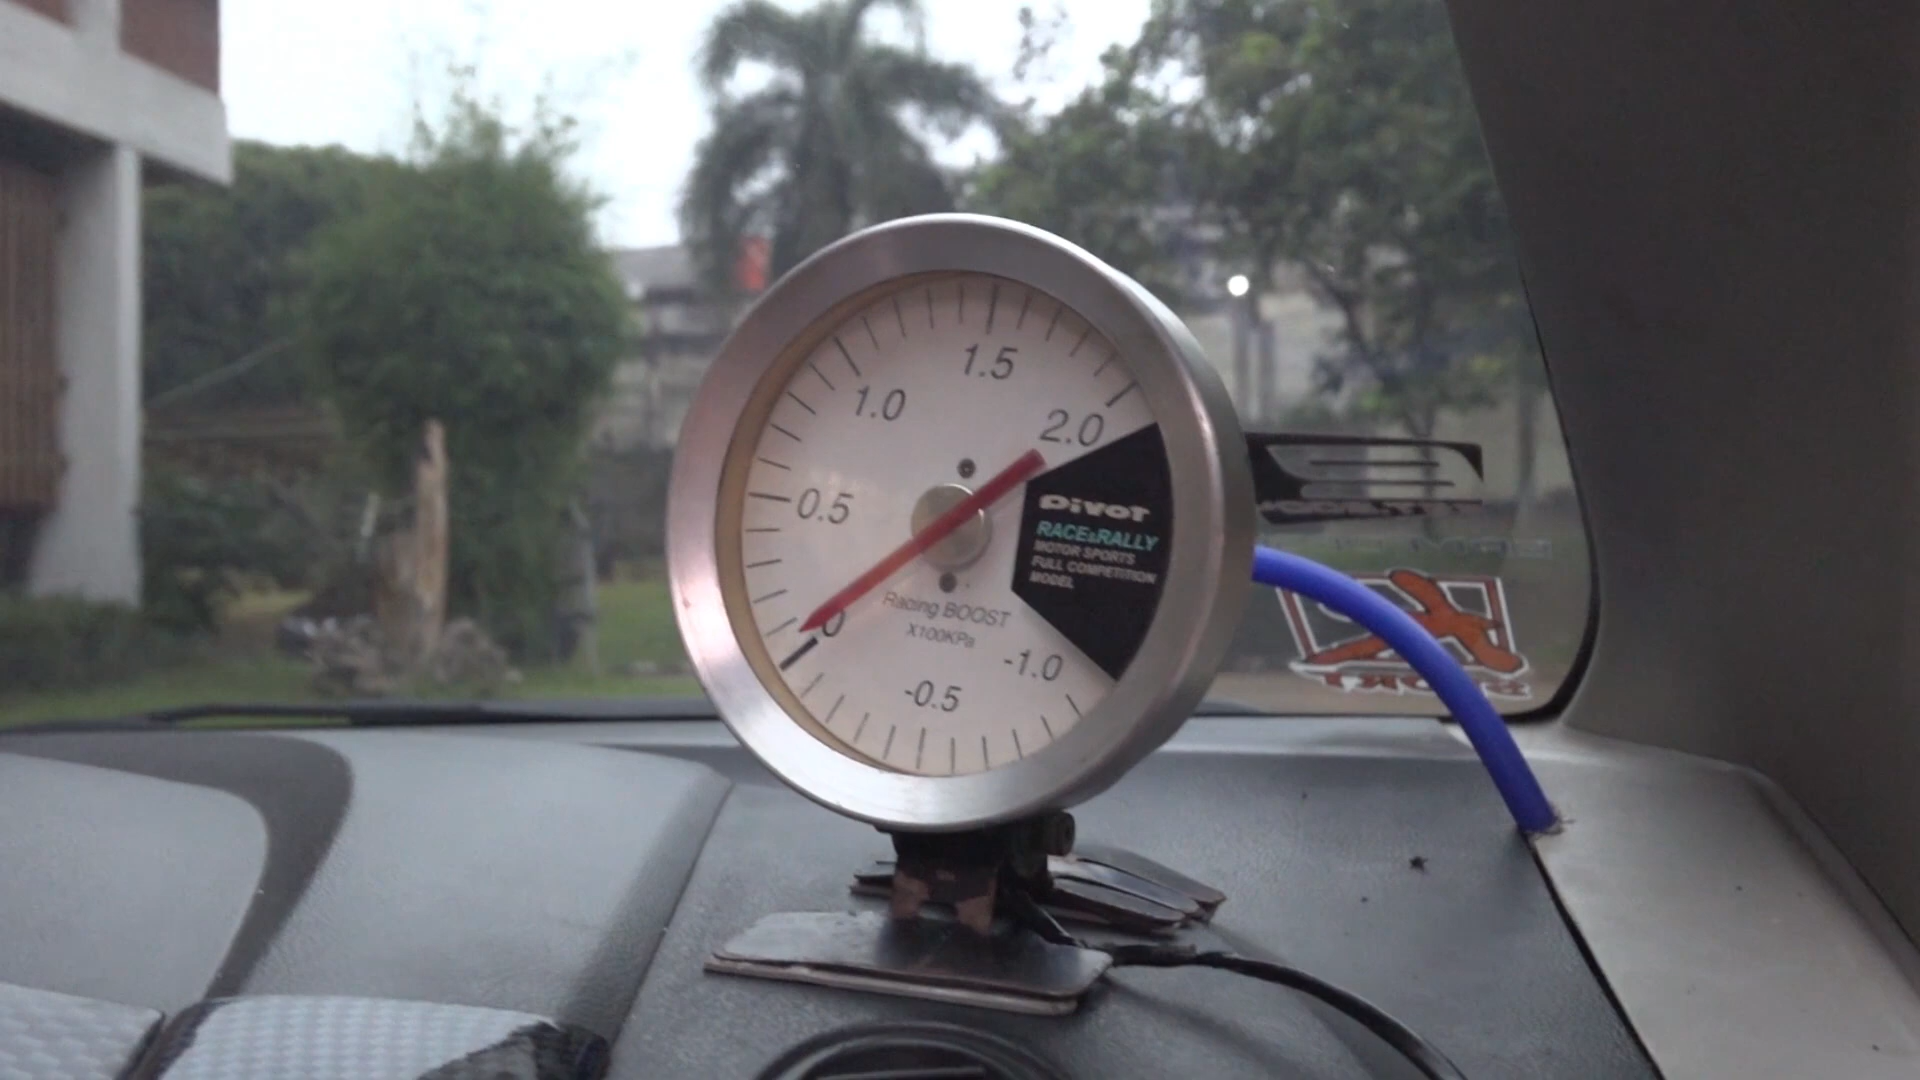 1.5
1.0
2.0
0.5
Pivot
RACE&RALLY
MOTOR SPORTS
FULL COMPETITION
MODEL
0
Racing BOOST
X100KPa
-1.0
-0.5
SPORT